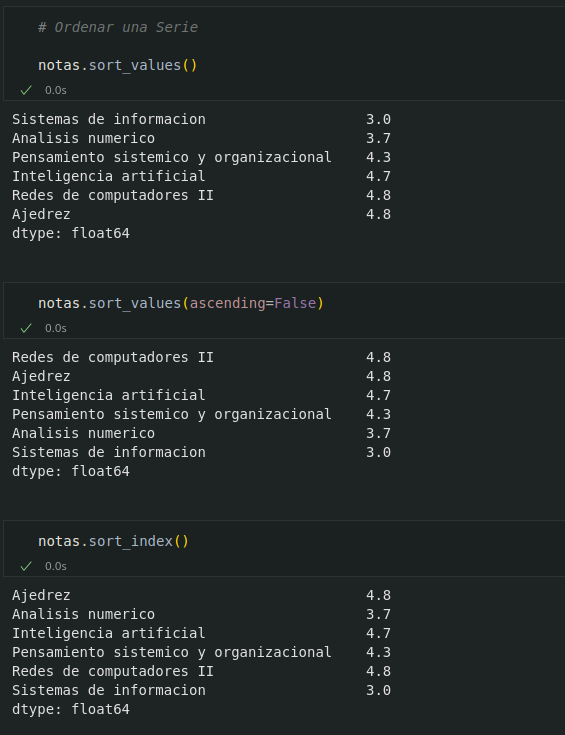 # Ordenar una Serie
notas.sort_values()
0.0s
Sistemas de informacion 3.0
Analisis numerico 3.7
Pensamiento sistemico y organizacional 4.3
Inteligencia artificial 4.7
Redes de computadores II 4.8
Ajedrez 4.8
dtype: float64
notas.sort_values(ascending=False)
0.0s
Redes de computadores II 4.8
Ajedrez 4.8
Inteligencia artificial 4.7
Pensamiento sistemico y organizacional 4.3
Analisis numerico 3.7
Sistemas de informacion 3.0
dtype: float64
notas.sort_index()
0.0s
Ajedrez 4.8
Analisis numerico 3.7
Inteligencia artificial 4.7
Pensamiento sistemico y organizacional 4.3
Redes de computadores II 4.8
Sistemas de informacion 3.0
dtype: float64